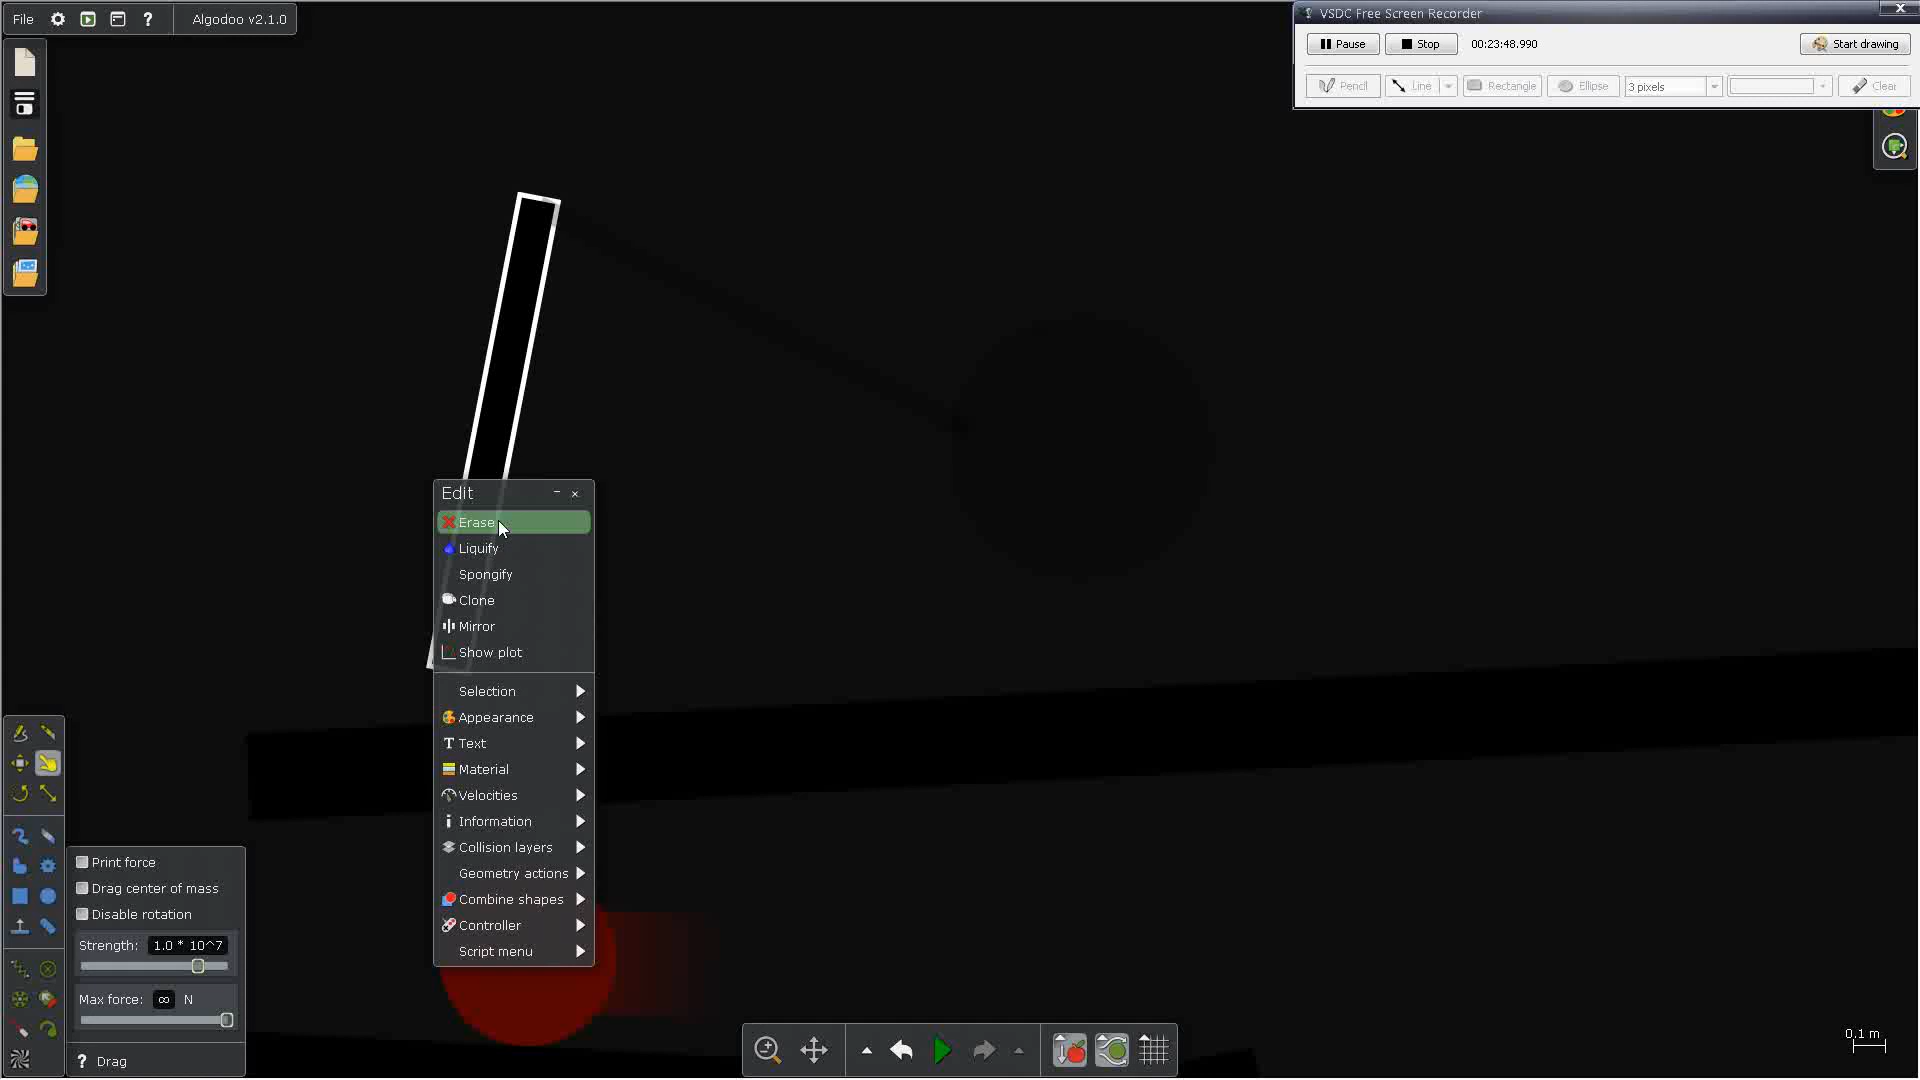 File ? Algodoo v2.1.0
VSDC Free Screen Recorder
Pause Stop 00:23:48.990 Start drawing
Pencil Line Rectangle Ellipse 3 pixels Clear
Edit
Erase
Liquify
Spongify
Clone
Mirror
Show plot
Selection
Appearance
T Text
Material
Velocities
Information
Collision layers
Geometry actions
Combine shapes
Controller
Script menu
Print force
Drag center of mass
Disable rotation
Strength: 1.0 * 10^7
Max force: ∞ N
? Drag
0.1 m